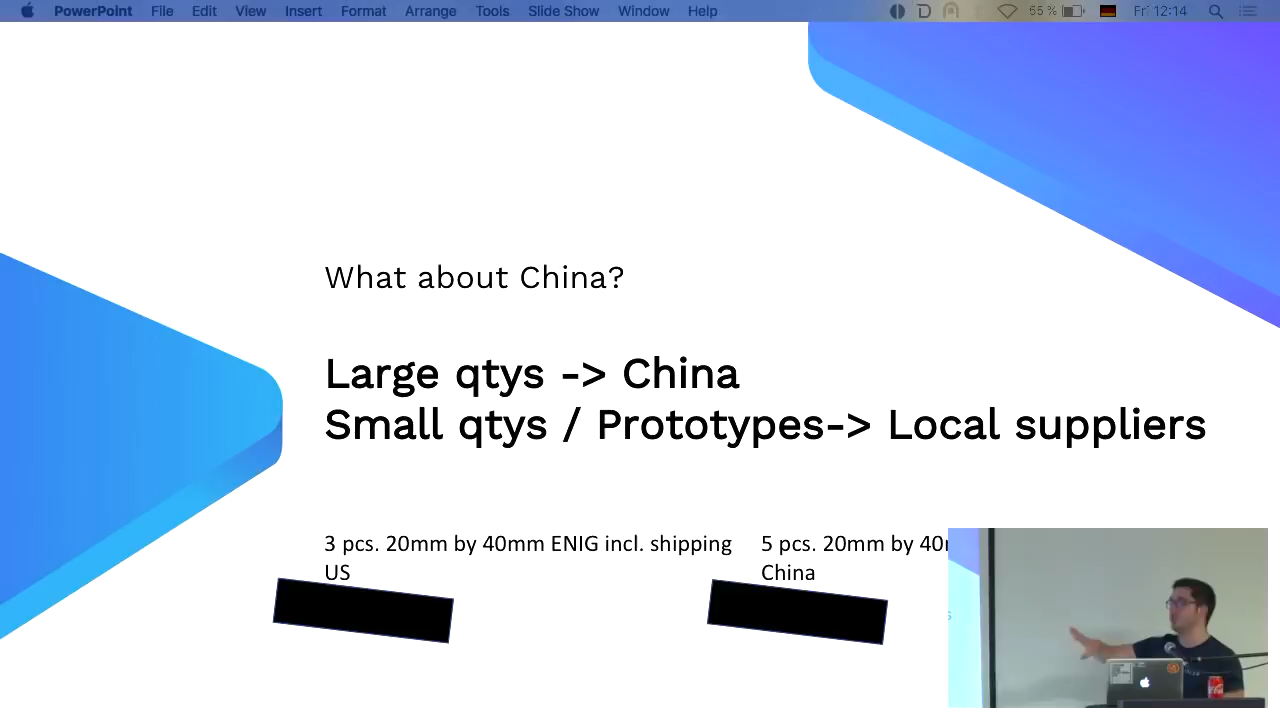 PowerPoint File Edit View Insert Format Arrange Tools Slide Show Window Help 55 % Fr 12:14
What about China?
Large qtys -> China
Small qtys / Prototypes-> Local suppliers
3 pcs. 20mm by 40mm ENIG incl. shipping
US
5 pcs. 20mm by 40
China